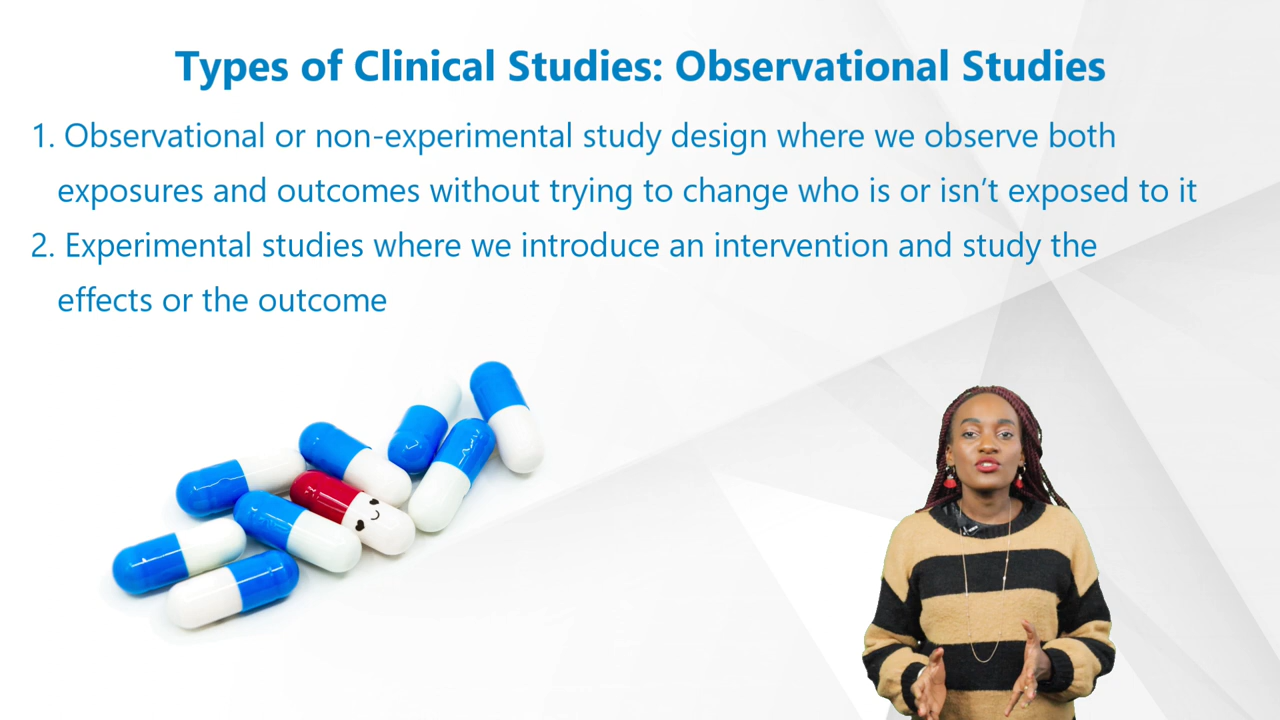 Types of Clinical Studies: Observational Studies
1. Observational or non-experimental study design where we observe both
exposures and outcomes without trying to change who is or isn’t exposed to it
2. Experimental studies where we introduce an intervention and study the
effects or the outcome